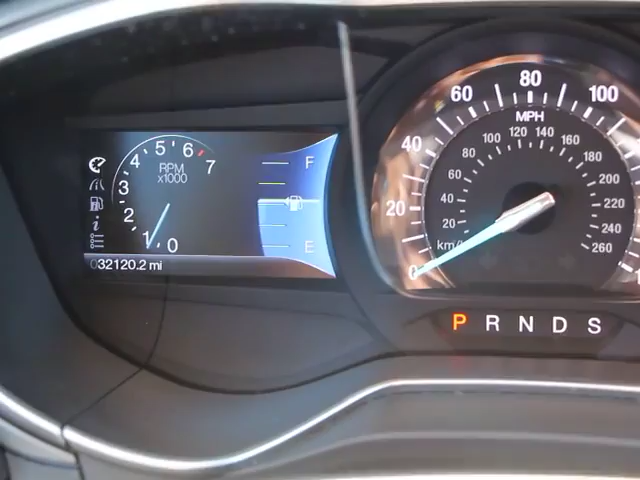 5 6
4 7
3
2
1 0
RPM
x1000
F
E
032120.2 mi
0 20 40 60 80 100
MPH
20 40 60 80 100 120 140 160 180 200 220 240 260
P R N D S